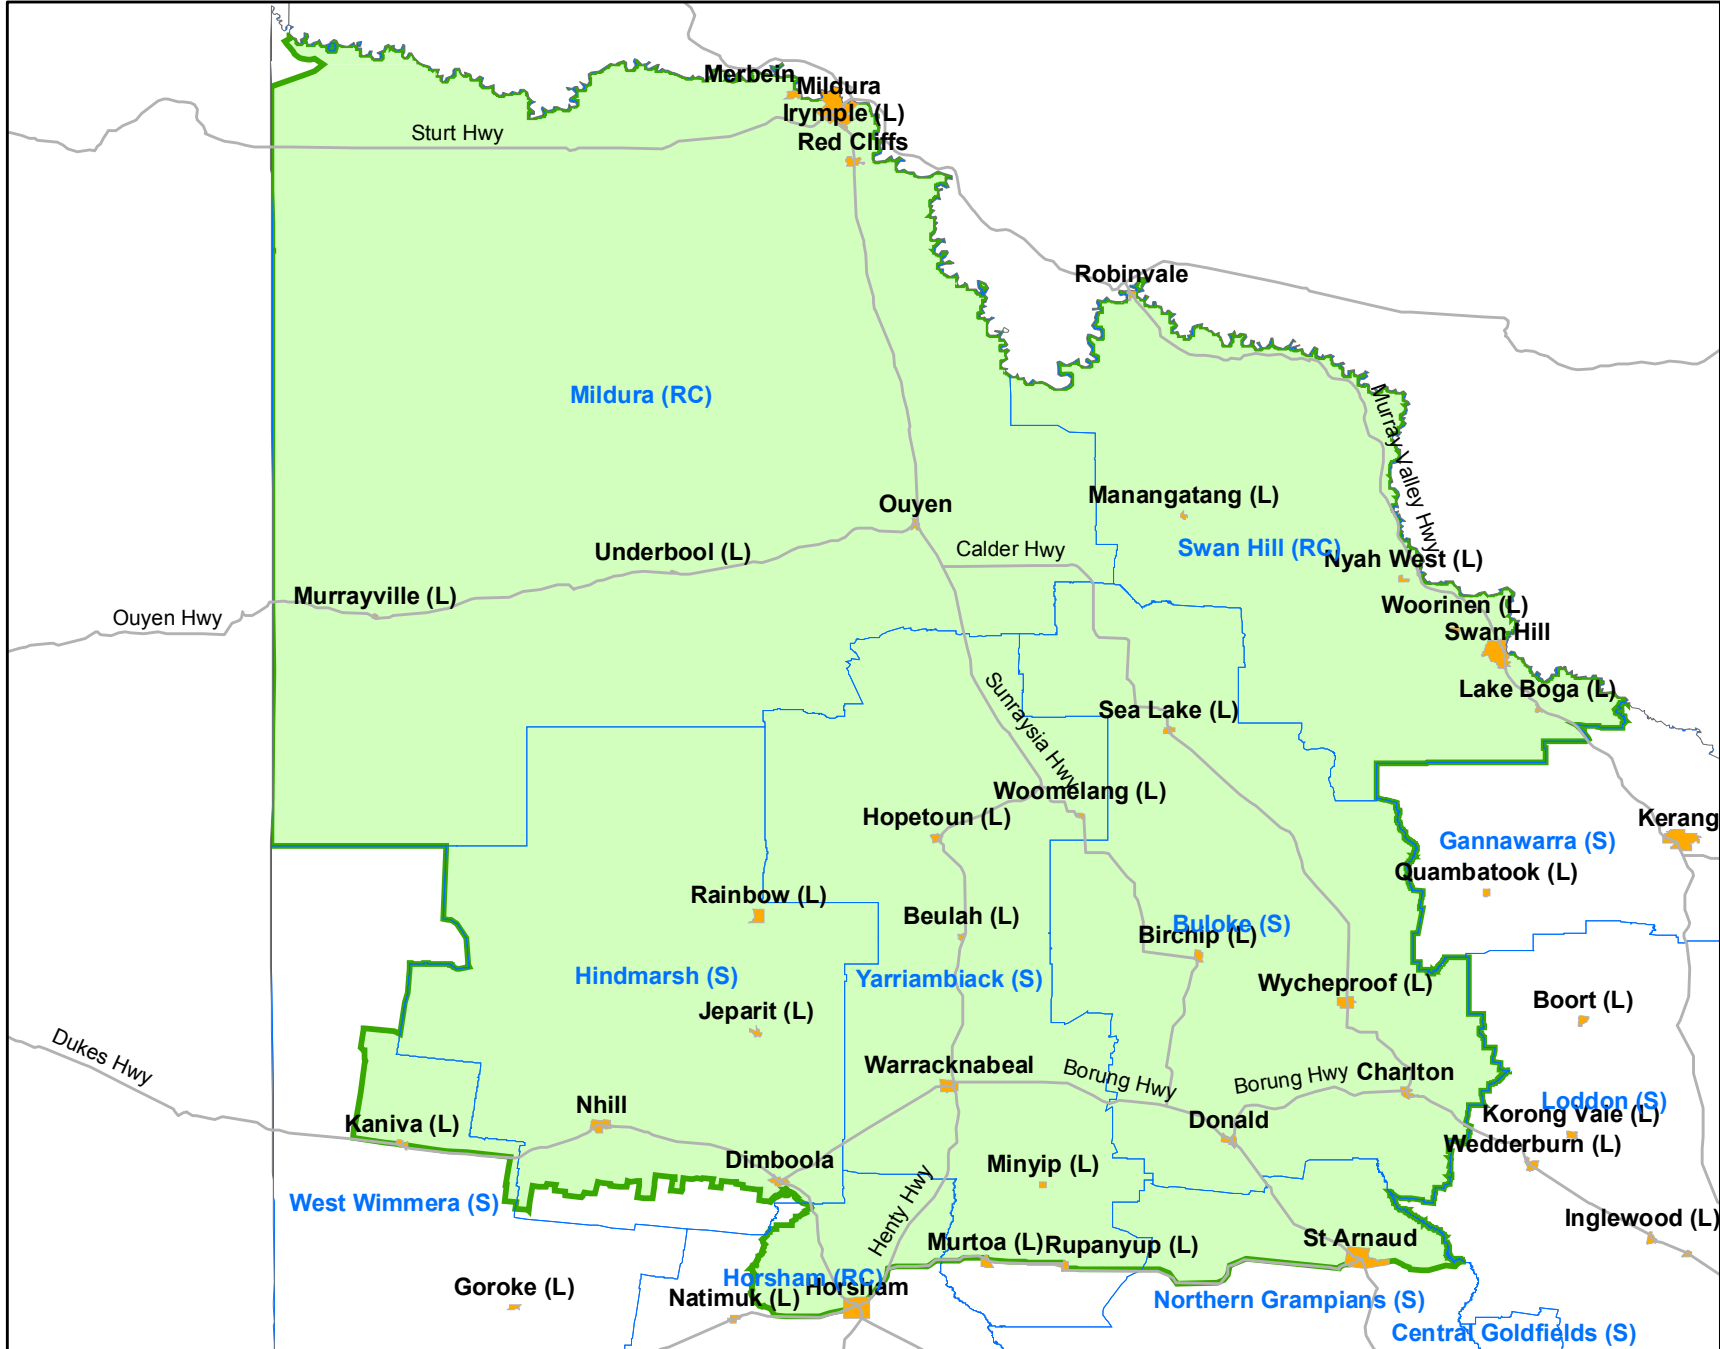 Merbein
Mildura
Irymple (L)
Sturt Hwy
Red Cliffs
Robinvale
Mildura (RC)
Murray Valley Hwy
Manangatang (L)
Ouyen
Swan Hill (RC)
Calder Hwy
Underbool (L)
Nyah West (L)
Murrayville (L)
Woorinen (L)
Ouyen Hwy
Swan Hill
Lake Boga (L)
Sunraysia Hwy
Sea Lake (L)
Woomelang (L)
Hopetoun (L)
Kerang
Gannawarra (S)
Quambatook (L)
Rainbow (L)
Beulah (L)
Buloke (S)
Birchip (L)
Hindmarsh (S)
Yarriambiack (S)
Wycheproof (L)
Boort (L)
Jeparit (L)
Dukes Hwy
Warracknabeal
Borung Hwy
Borung Hwy
Charlton
Loddon (S)
Korong Vale (L)
Nhill
Kaniva (L)
Donald
Wedderburn (L)
Dimboola
Minyip (L)
West Wimmera (S)
Henty Hwy
Inglewood (L)
Murtoa (L)
Rupanyup (L)
St Arnaud
Horsham (RC)
Goroke (L)
Horsham
Natimuk (L)
Northern Grampians (S)
Central Goldfields (S)